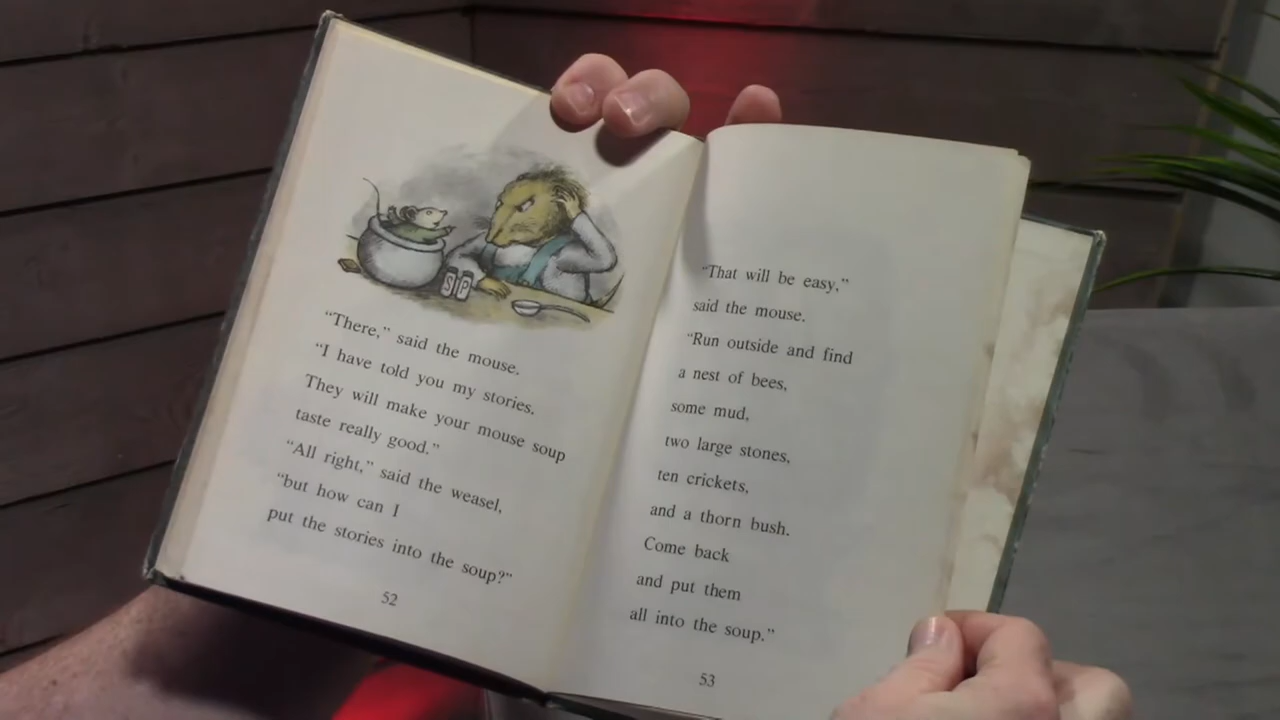 S P
“There,” said the mouse.
“I have told you my stories.
They will make your mouse soup
taste really good.”
“All right,” said the weasel,
“but how can I
put the stories into the soup?”
52
“That will be easy,”
said the mouse.
“Run outside and find
a nest of bees,
some mud,
two large stones,
ten crickets,
and a thorn bush.
Come back
and put them
all into the soup.”
53